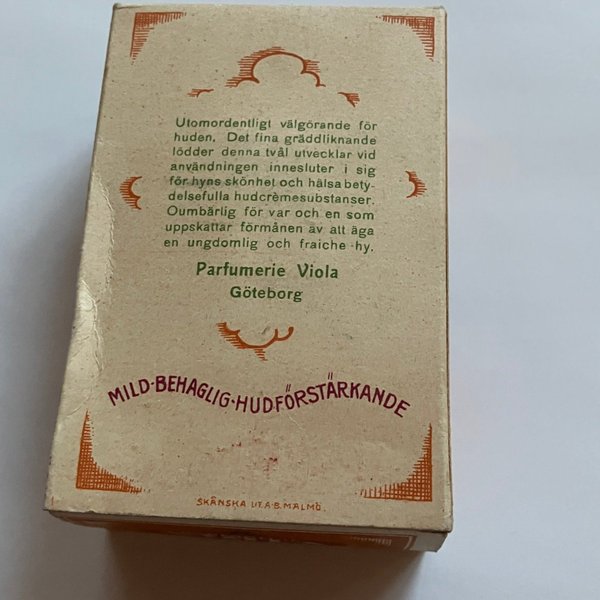 Utomordentligt välgörande för
huden. Det fina gräddliknande
lödder denna tvål utvecklar vid
användningen innesluter i sig
för hyns skönhet och hälsa bety-
delsefulla hudcrèmesubstanser.
Oumbärlig för var och en som
uppskattar förmånen av att äga
en ungdomlig och fraiche hy.
Parfumerie Viola
Göteborg
MILD·BEHAGLIG·HUDFÖRSTÄRKANDE
SKÅNSKA LIT. A.B. MALMÖ.